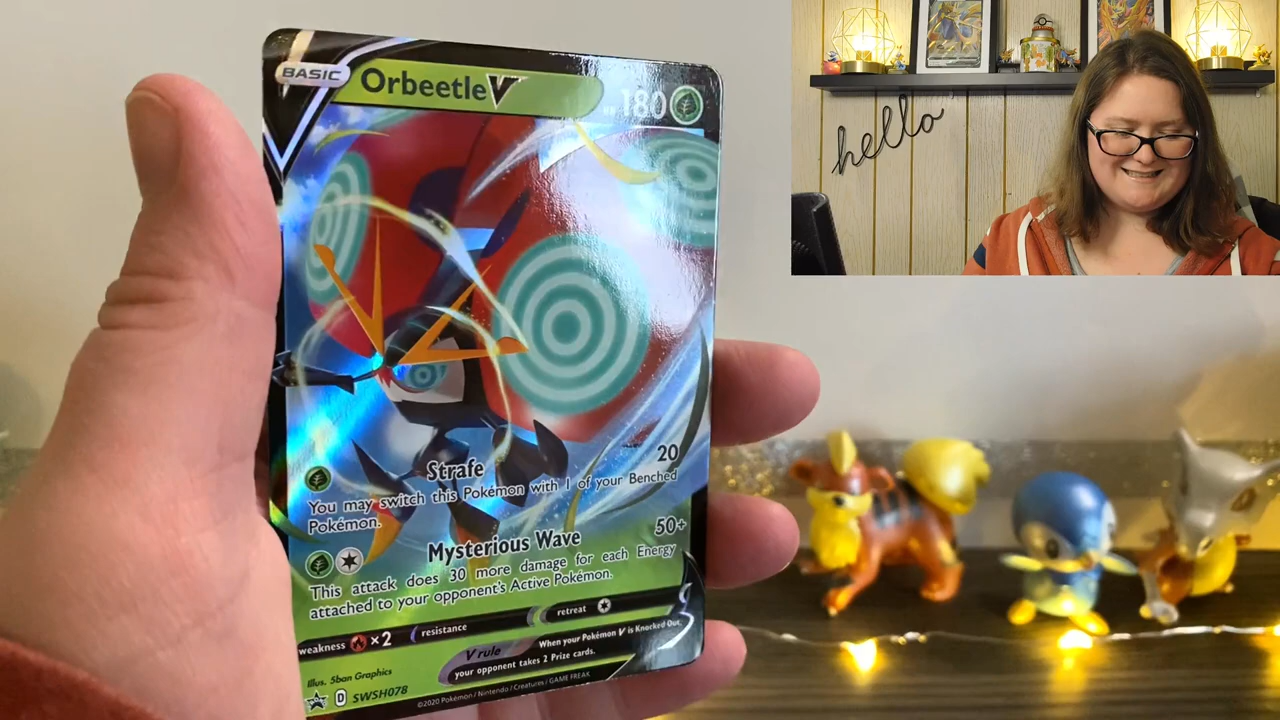 BASIC Orbeetle V 180
Strafe 20
You may switch this Pokémon with 1 of your Benched
Pokémon.
Mysterious Wave 50+
This attack does 30 more damage for each Energy
attached to your opponent's Active Pokémon.
weakness ×2 resistance retreat
V rule When your Pokémon V is Knocked Out,
your opponent takes 2 Prize cards.
Illus. 5ban Graphics
D SWSH078
©2020 Pokémon / Nintendo / Creatures / GAME FREAK
hello